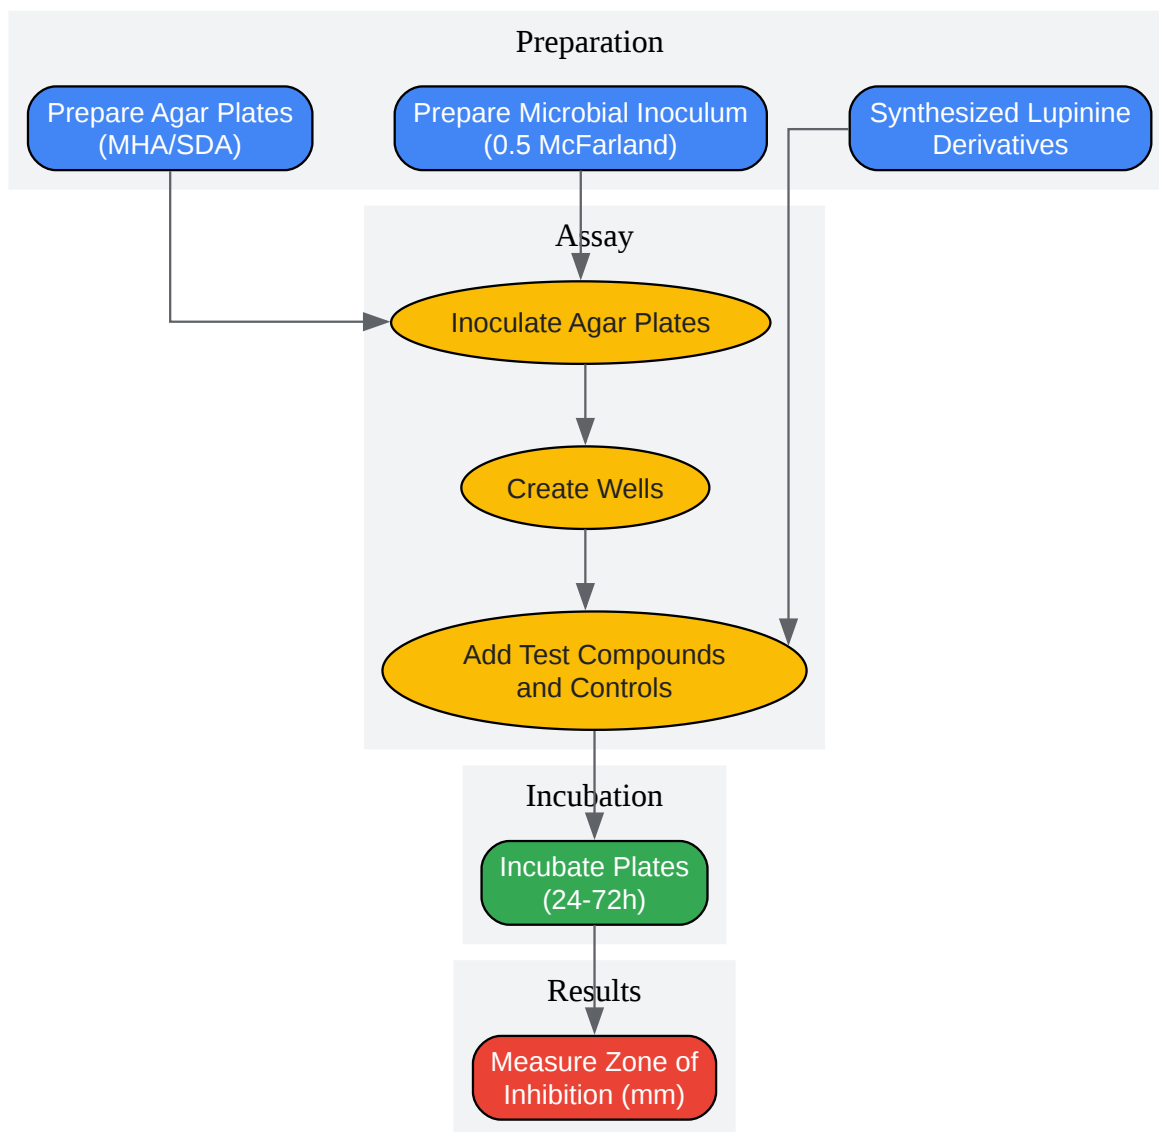 Preparation
Prepare Agar Plates
(MHA/SDA)
Prepare Microbial Inoculum
(0.5 McFarland)
Synthesized Lupinine
Derivatives
Assay
Inoculate Agar Plates
Create Wells
Add Test Compounds
and Controls
Incubation
Incubate Plates
(24-72h)
Results
Measure Zone of
Inhibition (mm)